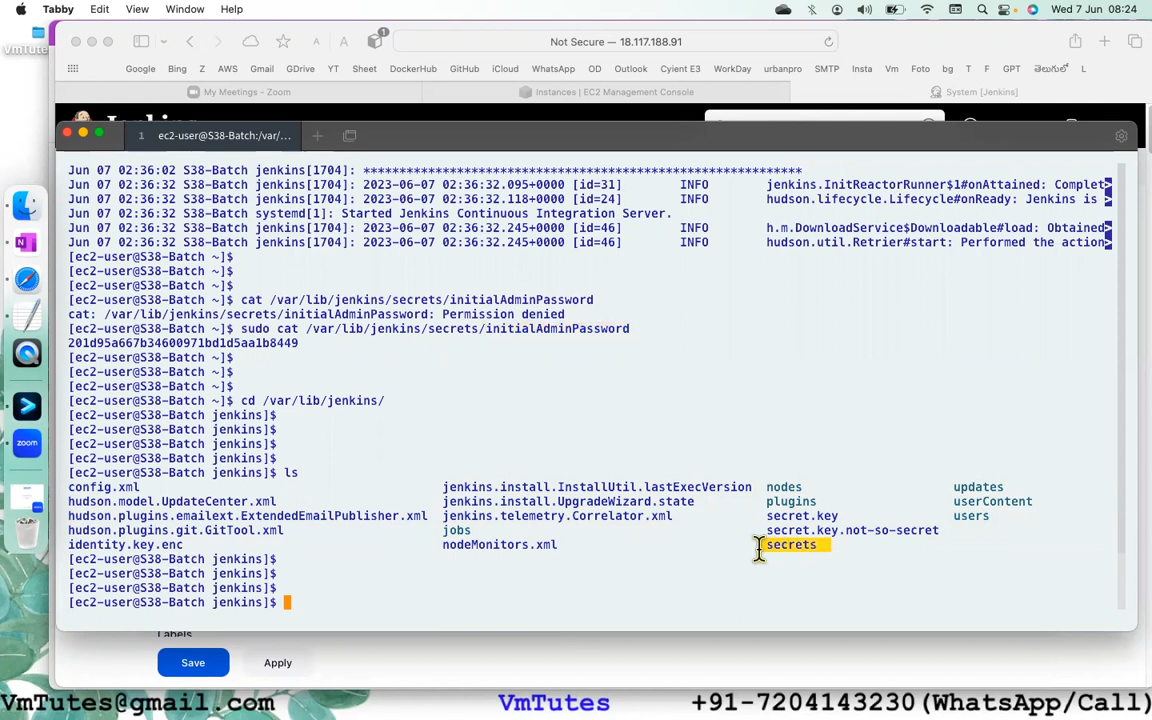 Tabby Edit View Window Help Wed 7 Jun 08:24
Not Secure — 18.117.188.91
Google Bing Z AWS Gmail GDrive YT Sheet DockerHub GitHub iCloud WhatsApp OD Outlook Cyient E3 WorkDay urbanpro SMTP Insta Vm Foto bg T F GPT తెలుగులో L
My Meetings - Zoom Instances | EC2 Management Console System [Jenkins]
1 ec2-user@S38-Batch:/var/...
Jun 07 02:36:02 S38-Batch jenkins[1704]: *************************************************************
Jun 07 02:36:32 S38-Batch jenkins[1704]: 2023-06-07 02:36:32.095+0000 [id=31] INFO jenkins.InitReactorRunner$1#onAttained: Complet>
Jun 07 02:36:32 S38-Batch jenkins[1704]: 2023-06-07 02:36:32.118+0000 [id=24] INFO hudson.lifecycle.Lifecycle#onReady: Jenkins is >
Jun 07 02:36:32 S38-Batch systemd[1]: Started Jenkins Continuous Integration Server.
Jun 07 02:36:32 S38-Batch jenkins[1704]: 2023-06-07 02:36:32.245+0000 [id=46] INFO h.m.DownloadService$Downloadable#load: Obtained>
Jun 07 02:36:32 S38-Batch jenkins[1704]: 2023-06-07 02:36:32.245+0000 [id=46] INFO hudson.util.Retrier#start: Performed the action>
[ec2-user@S38-Batch ~]$
[ec2-user@S38-Batch ~]$
[ec2-user@S38-Batch ~]$
[ec2-user@S38-Batch ~]$ cat /var/lib/jenkins/secrets/initialAdminPassword
cat: /var/lib/jenkins/secrets/initialAdminPassword: Permission denied
[ec2-user@S38-Batch ~]$ sudo cat /var/lib/jenkins/secrets/initialAdminPassword
201d95a667b34600971bd1d5aa1b8449
[ec2-user@S38-Batch ~]$
[ec2-user@S38-Batch ~]$
[ec2-user@S38-Batch ~]$
[ec2-user@S38-Batch ~]$ cd /var/lib/jenkins/
[ec2-user@S38-Batch jenkins]$
[ec2-user@S38-Batch jenkins]$
[ec2-user@S38-Batch jenkins]$
[ec2-user@S38-Batch jenkins]$
[ec2-user@S38-Batch jenkins]$ ls
config.xml jenkins.install.InstallUtil.lastExecVersion nodes updates
hudson.model.UpdateCenter.xml jenkins.install.UpgradeWizard.state plugins userContent
hudson.plugins.emailext.ExtendedEmailPublisher.xml jenkins.telemetry.Correlator.xml secret.key users
hudson.plugins.git.GitTool.xml jobs secret.key.not-so-secret
identity.key.enc nodeMonitors.xml secrets
[ec2-user@S38-Batch jenkins]$
[ec2-user@S38-Batch jenkins]$
[ec2-user@S38-Batch jenkins]$
[ec2-user@S38-Batch jenkins]$
Labels
Save Apply
VmTutes@gmail.com VmTutes +91-7204143230(WhatsApp/Call)